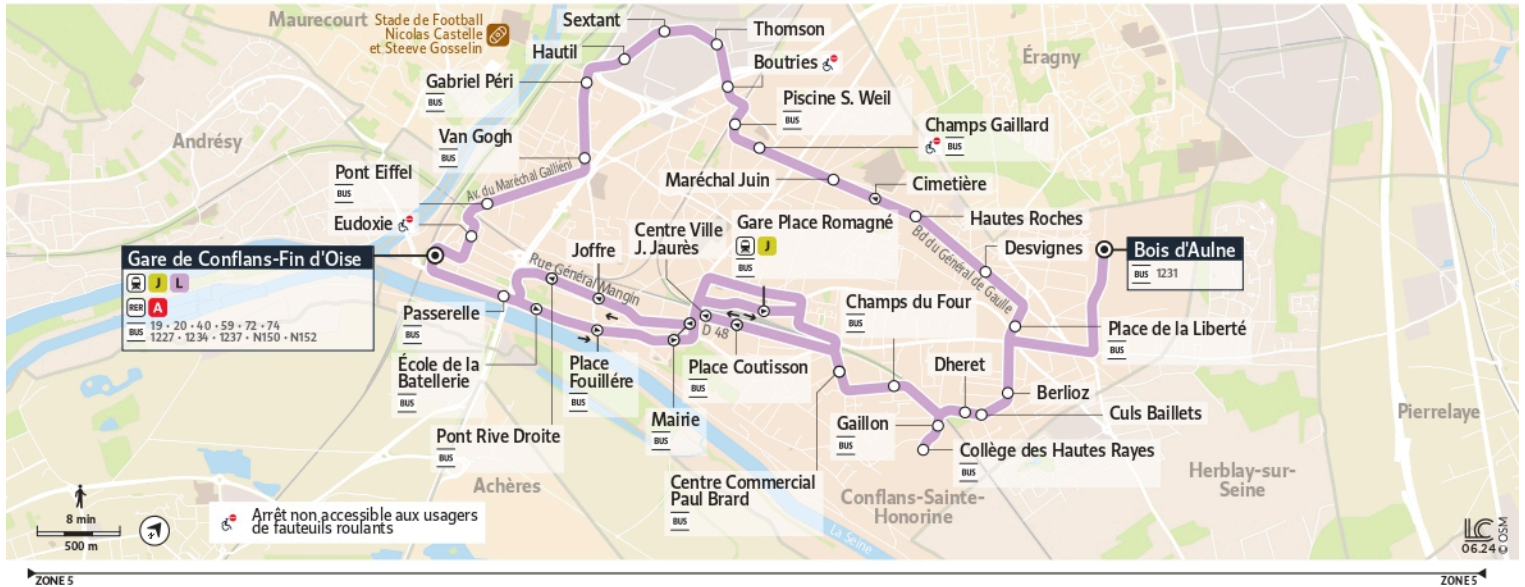 Maurecourt
Stade de Football
Nicolas Castelle
et Steeve Gosselin
Sextant
Thomson
Hautil
Boutries
Éragny
Gabriel Péri
BUS
Piscine S. Weil
BUS
Andrésy
Van Gogh
BUS
Champs Gaillard
BUS
Pont Eiffel
BUS
Av. du Maréchal Galliéni
Maréchal Juin
Cimetière
Eudoxie
Centre Ville
J. Jaurès
Gare Place Romagné
J
BUS
Hautes Roches
Bd du Général de Gaulle
Desvignes
Gare de Conflans-Fin d'Oise
J L
RER A
BUS 19 • 20 • 40 • 59 • 72 • 74
1227 • 1234 • 1237 • N150 • N152
Joffre
Rue Général Mangin
Bois d'Aulne
BUS 1231
Passerelle
BUS
D 48
Champs du Four
BUS
Place de la Liberté
BUS
École de la
Batellerie
BUS
Place
Fouillére
BUS
Place Coutisson
BUS
Dheret
Berlioz
Culs Baillets
Pont Rive Droite
BUS
Mairie
BUS
Gaillon
BUS
Collège des Hautes Rayes
BUS
Pierrelaye
Achères
Centre Commercial
Paul Brard
BUS
Conflans-Sainte-
Honorine
Herblay-sur-
Seine
La Seine
8 min
500 m
Arrêt non accessible aux usagers
de fauteuils roulants
LC
06.24
© OSM
ZONE 5
ZONE 5